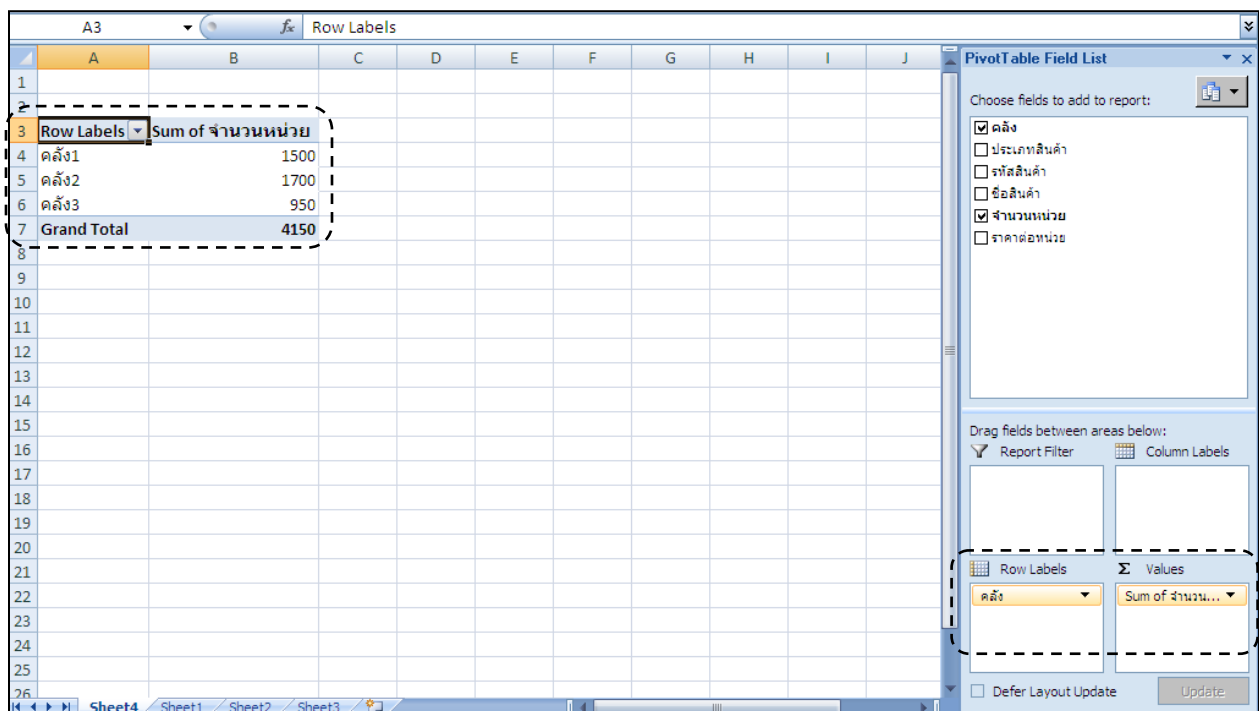 A3 fx Row Labels
A B C D E F G H I J
1
2
3 Row Labels Sum of จำนวนหน่วย
4 คลัง1 1500
5 คลัง2 1700
6 คลัง3 950
7 Grand Total 4150
8
9
10
11
12
13
14
15
16
17
18
19
20
21
22
23
24
25
26
Sheet4 Sheet1 Sheet2 Sheet3
PivotTable Field List
Choose fields to add to report:
คลัง
ประเภทสินค้า
รหัสสินค้า
ชื่อสินค้า
จำนวนหน่วย
ราคาต่อหน่วย
Drag fields between areas below:
Report Filter Column Labels
Row Labels Σ Values
คลัง Sum of จำนวน...
Defer Layout Update Update